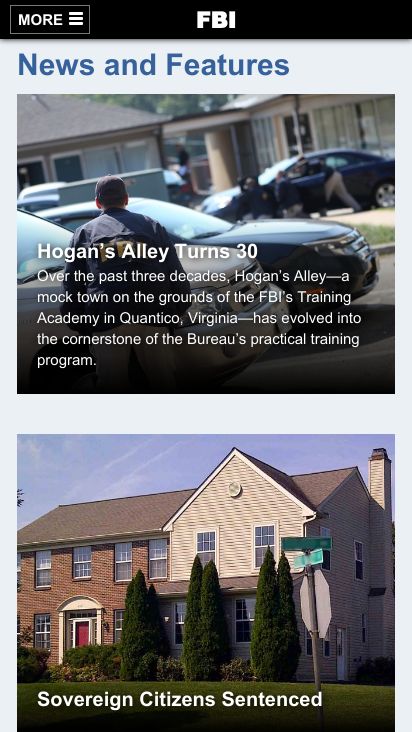 MORE
FBI
News and Features
Hogan’s Alley Turns 30
Over the past three decades, Hogan’s Alley—a
mock town on the grounds of the FBI’s Training
Academy in Quantico, Virginia—has evolved into
the cornerstone of the Bureau’s practical training
program.
Sovereign Citizens Sentenced